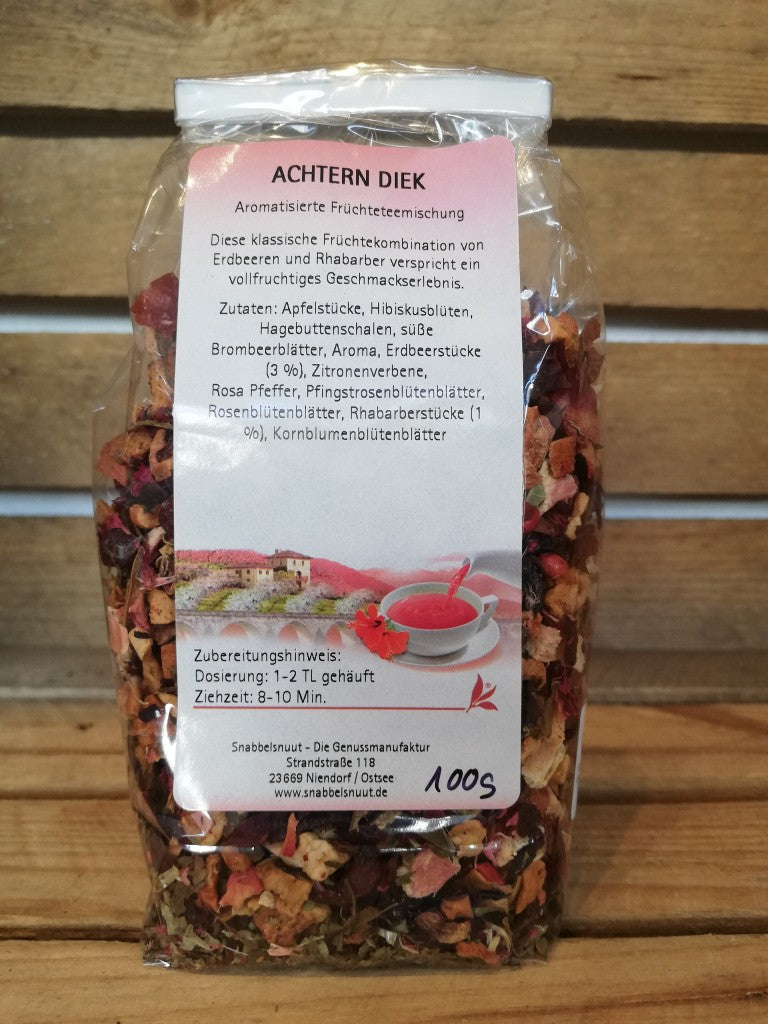 ACHTERN DIEK
Aromatisierte Früchteteemischung
Diese klassische Früchtekombination von
Erdbeeren und Rhabarber verspricht ein
vollfruchtiges Geschmackserlebnis.
Zutaten: Apfelstücke, Hibiskusblüten,
Hagebuttenschalen, süße
Brombeerblätter, Aroma, Erdbeerstücke
(3 %), Zitronenverbene,
Rosa Pfeffer, Pfingstrosenblütenblätter,
Rosenblütenblätter, Rhabarberstücke (1
%), Kornblumenblütenblätter
Zubereitungshinweis:
Dosierung: 1-2 TL gehäuft
Ziehzeit: 8-10 Min.
Snabbelsnuut - Die Genussmanufaktur
Strandstraße 118
23669 Niendorf / Ostsee
www.snabbelsnuut.de
100g